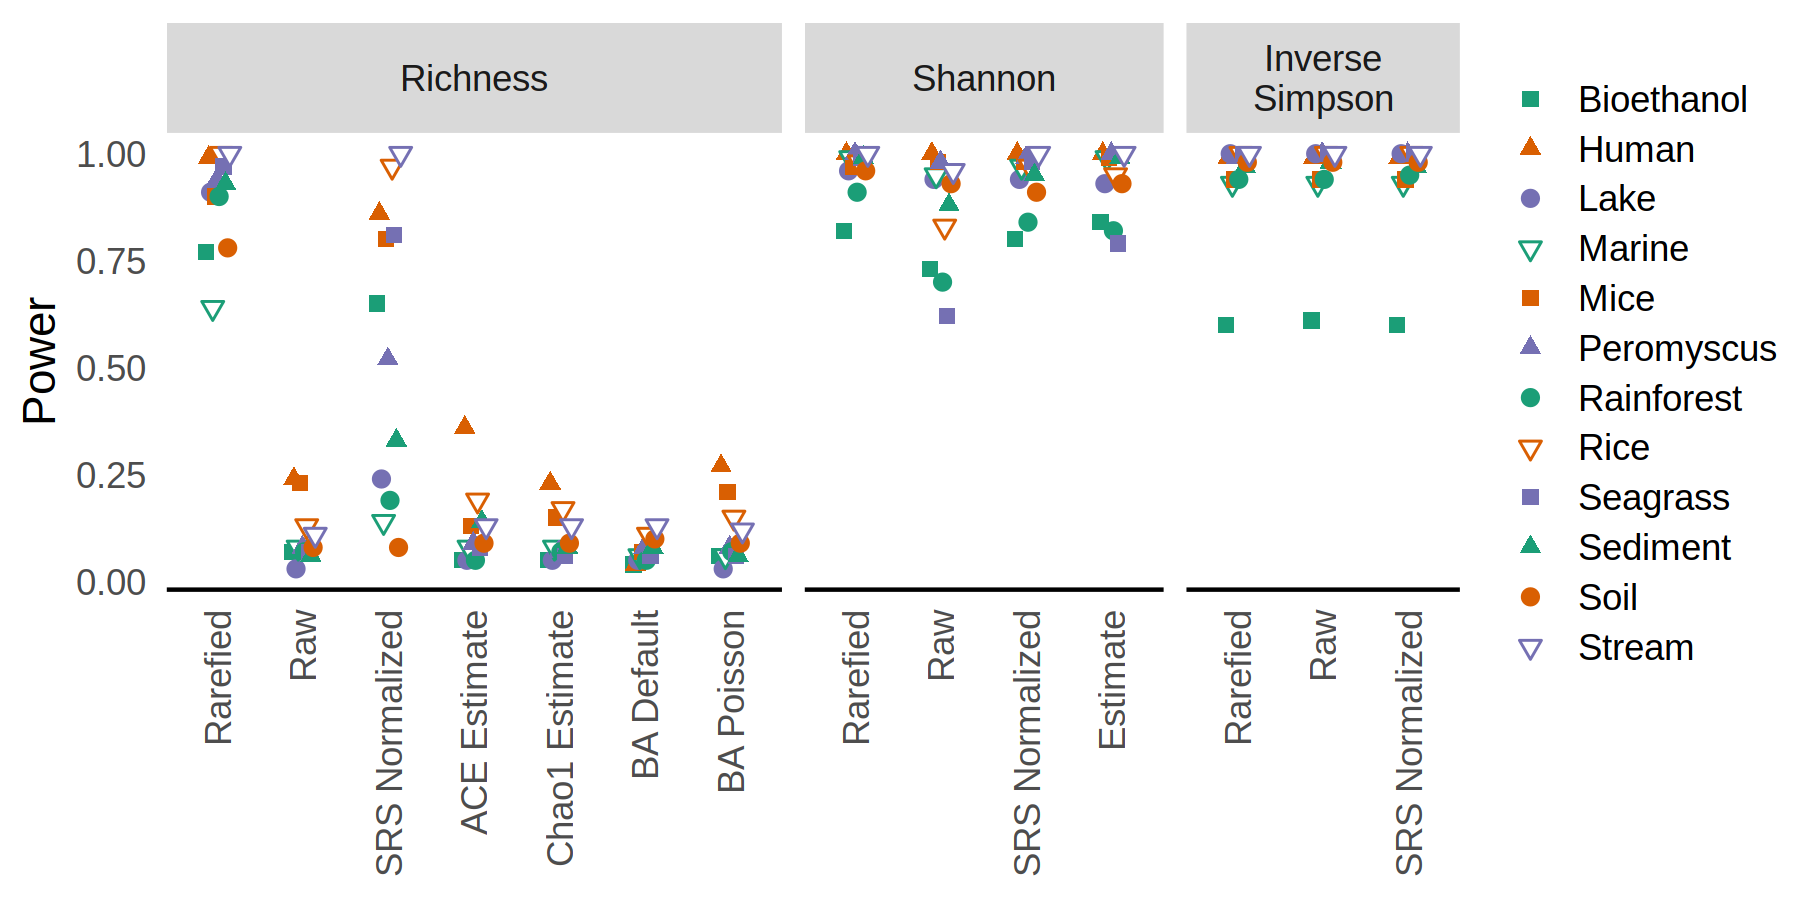 Richness
Shannon
Inverse
Simpson
Power
1.00
0.75
0.50
0.25
0.00
Rarefied
Raw
SRS Normalized
ACE Estimate
Chao1 Estimate
BA Default
BA Poisson
Rarefied
Raw
SRS Normalized
Estimate
Rarefied
Raw
SRS Normalized
Bioethanol
Human
Lake
Marine
Mice
Peromyscus
Rainforest
Rice
Seagrass
Sediment
Soil
Stream